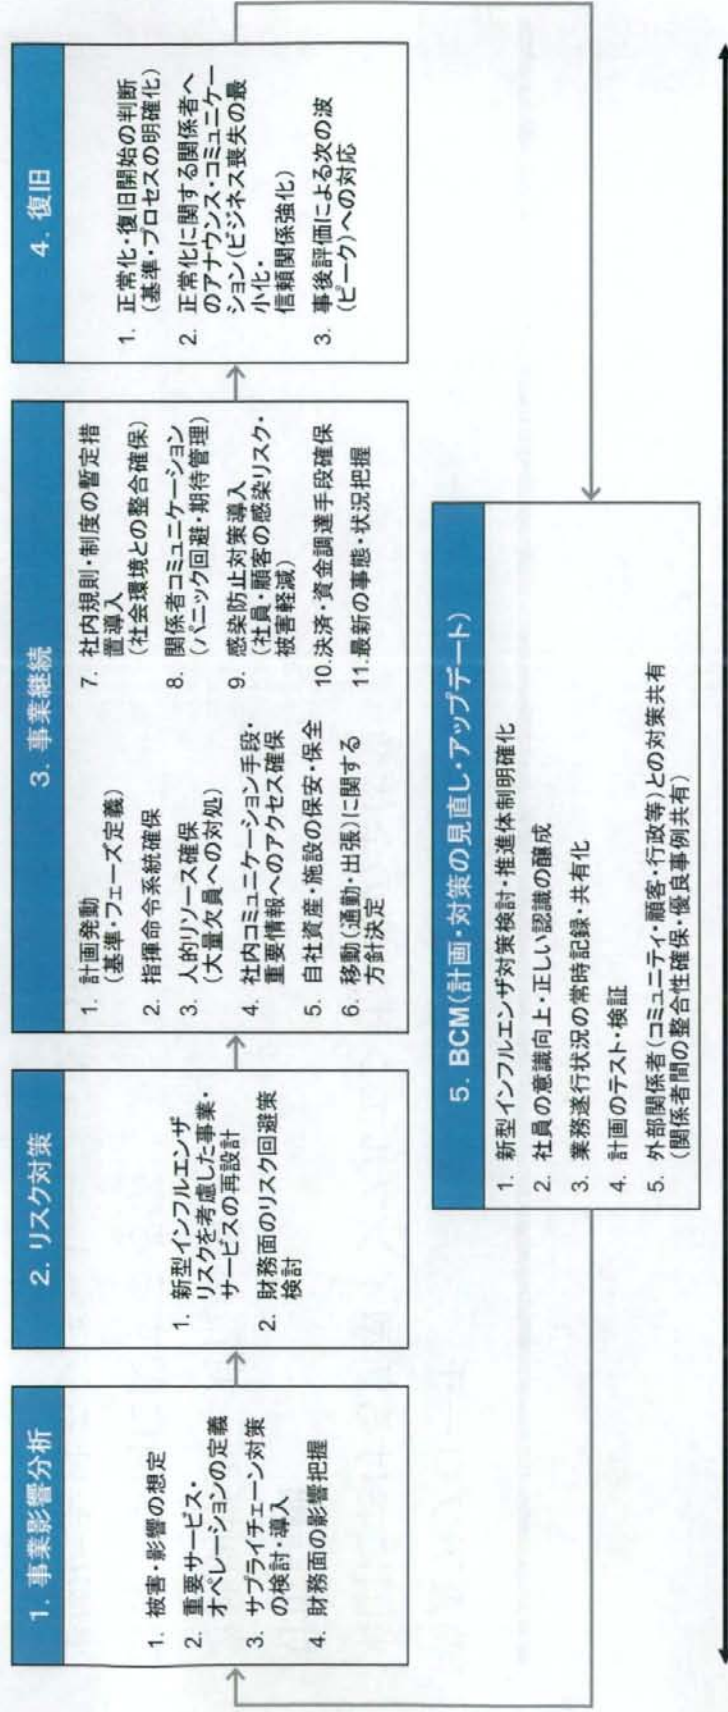 1. 事業影響分析
1. 被害・影響の想定
2. 重要サービス・
オペレーションの定義
3. サプライチェーン対策
の検討・導入
4. 財務面の影響把握
2. リスク対策
1. 新型インフルエンザ
リスクを考慮した事業・
サービスの再設計
2. 財務面のリスク回避策
検討
3. 事業継続
1. 計画発動
(基準・フェーズ定義)
2. 指揮命令系統確保
3. 人的リソース確保
(大量欠員への対処)
4. 社内コミュニケーション手段・
重要情報へのアクセス確保
5. 自社資産・施設の保安・保全
6. 移動(通勤・出張)に関する
方針決定
7. 社内規則・制度の暫定措
置導入
(社会環境との整合確保)
8. 関係者コミュニケーション
(パニック回避・期待管理)
9. 感染防止対策導入
(社員・顧客の感染リスク・
被害軽減)
10.決済・資金調達手段確保
11.最新の事態・状況把握
4. 復旧
1. 正常化・復旧開始の判断
(基準・プロセスの明確化)
2. 正常化に関する関係者へ
のアナウンス・コミュニケー
ション(ビジネス喪失の最
小化・
信頼関係強化)
3. 事後評価による次の波
(ピーク)への対応
5. BCM(計画・対策の見直し・アップデート)
1. 新型インフルエンザ対策検討・推進体制明確化
2. 社員の意識向上・正しい認識の醸成
3. 業務遂行状況の常時記録・共有化
4. 計画のテスト・検証
5. 外部関係者(コミュニティ・顧客・行政等)との対策共有
(関係者間の整合性確保・優良事例共有)